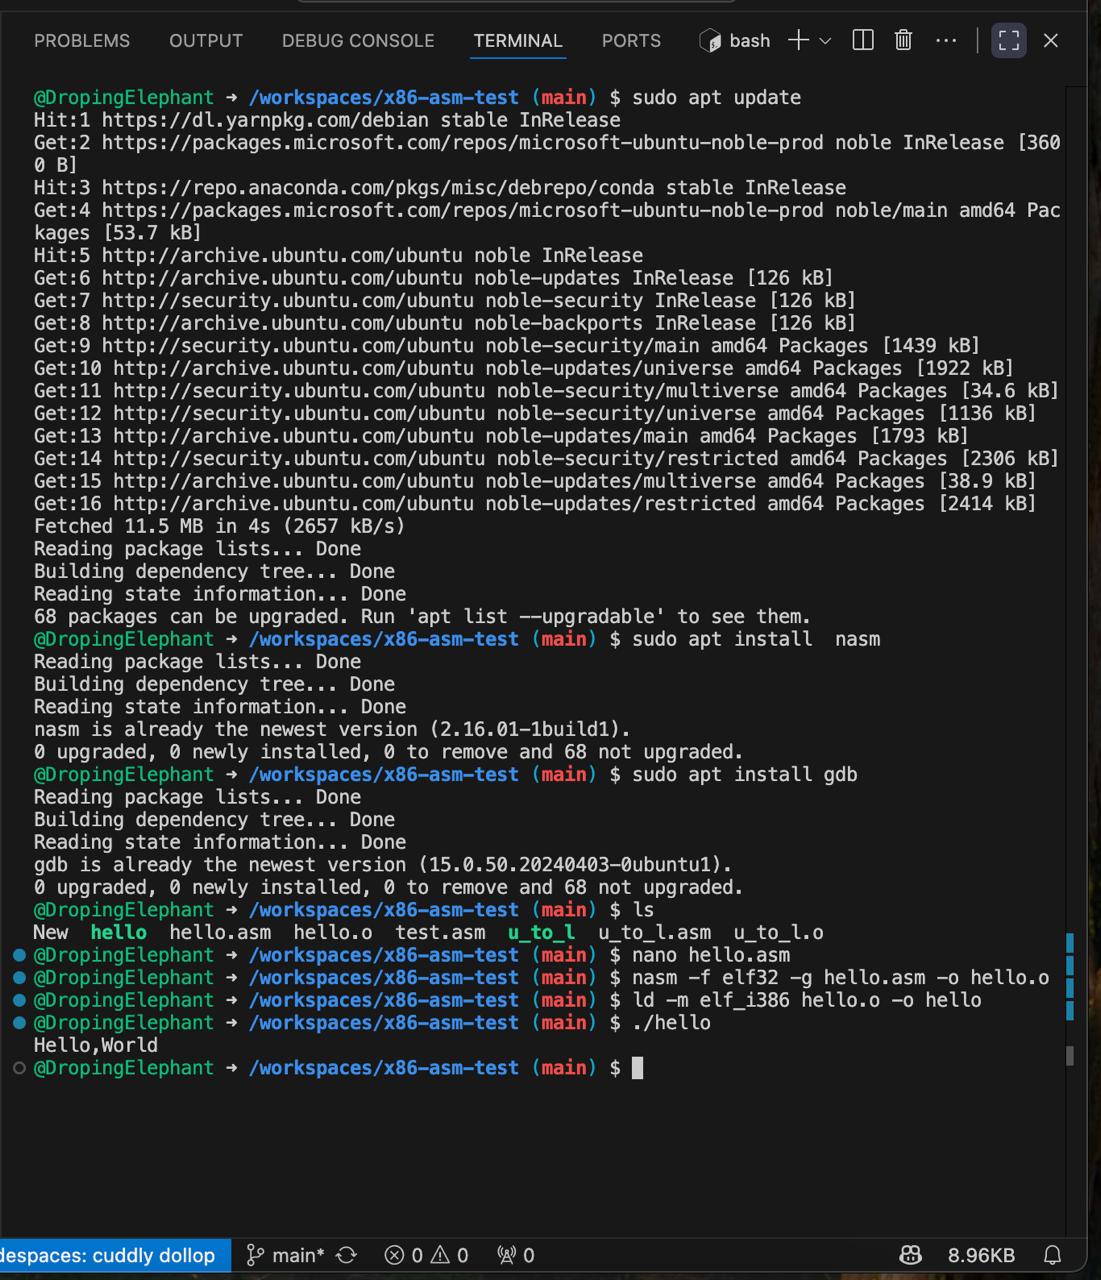 PROBLEMS OUTPUT DEBUG CONSOLE TERMINAL PORTS bash
@DropingElephant → /workspaces/x86-asm-test (main) $ sudo apt update
Hit:1 https://dl.yarnpkg.com/debian stable InRelease
Get:2 https://packages.microsoft.com/repos/microsoft-ubuntu-noble-prod noble InRelease [360
0 B]
Hit:3 https://repo.anaconda.com/pkgs/misc/debrepo/conda stable InRelease
Get:4 https://packages.microsoft.com/repos/microsoft-ubuntu-noble-prod noble/main amd64 Pac
kages [53.7 kB]
Hit:5 http://archive.ubuntu.com/ubuntu noble InRelease
Get:6 http://archive.ubuntu.com/ubuntu noble-updates InRelease [126 kB]
Get:7 http://security.ubuntu.com/ubuntu noble-security InRelease [126 kB]
Get:8 http://archive.ubuntu.com/ubuntu noble-backports InRelease [126 kB]
Get:9 http://security.ubuntu.com/ubuntu noble-security/main amd64 Packages [1439 kB]
Get:10 http://archive.ubuntu.com/ubuntu noble-updates/universe amd64 Packages [1922 kB]
Get:11 http://security.ubuntu.com/ubuntu noble-security/multiverse amd64 Packages [34.6 kB]
Get:12 http://security.ubuntu.com/ubuntu noble-security/universe amd64 Packages [1136 kB]
Get:13 http://archive.ubuntu.com/ubuntu noble-updates/main amd64 Packages [1793 kB]
Get:14 http://security.ubuntu.com/ubuntu noble-security/restricted amd64 Packages [2306 kB]
Get:15 http://archive.ubuntu.com/ubuntu noble-updates/multiverse amd64 Packages [38.9 kB]
Get:16 http://archive.ubuntu.com/ubuntu noble-updates/restricted amd64 Packages [2414 kB]
Fetched 11.5 MB in 4s (2657 kB/s)
Reading package lists... Done
Building dependency tree... Done
Reading state information... Done
68 packages can be upgraded. Run 'apt list --upgradable' to see them.
@DropingElephant → /workspaces/x86-asm-test (main) $ sudo apt install  nasm
Reading package lists... Done
Building dependency tree... Done
Reading state information... Done
nasm is already the newest version (2.16.01-1build1).
0 upgraded, 0 newly installed, 0 to remove and 68 not upgraded.
@DropingElephant → /workspaces/x86-asm-test (main) $ sudo apt install gdb
Reading package lists... Done
Building dependency tree... Done
Reading state information... Done
gdb is already the newest version (15.0.50.20240403-0ubuntu1).
0 upgraded, 0 newly installed, 0 to remove and 68 not upgraded.
@DropingElephant → /workspaces/x86-asm-test (main) $ ls
New  hello  hello.asm  hello.o  test.asm  u_to_l  u_to_l.asm  u_to_l.o
@DropingElephant → /workspaces/x86-asm-test (main) $ nano hello.asm
@DropingElephant → /workspaces/x86-asm-test (main) $ nasm -f elf32 -g hello.asm -o hello.o
@DropingElephant → /workspaces/x86-asm-test (main) $ ld -m elf_i386 hello.o -o hello
@DropingElephant → /workspaces/x86-asm-test (main) $ ./hello
Hello,World
@DropingElephant → /workspaces/x86-asm-test (main) $
despaces: cuddly dollop main* 0 0 0 8.96KB